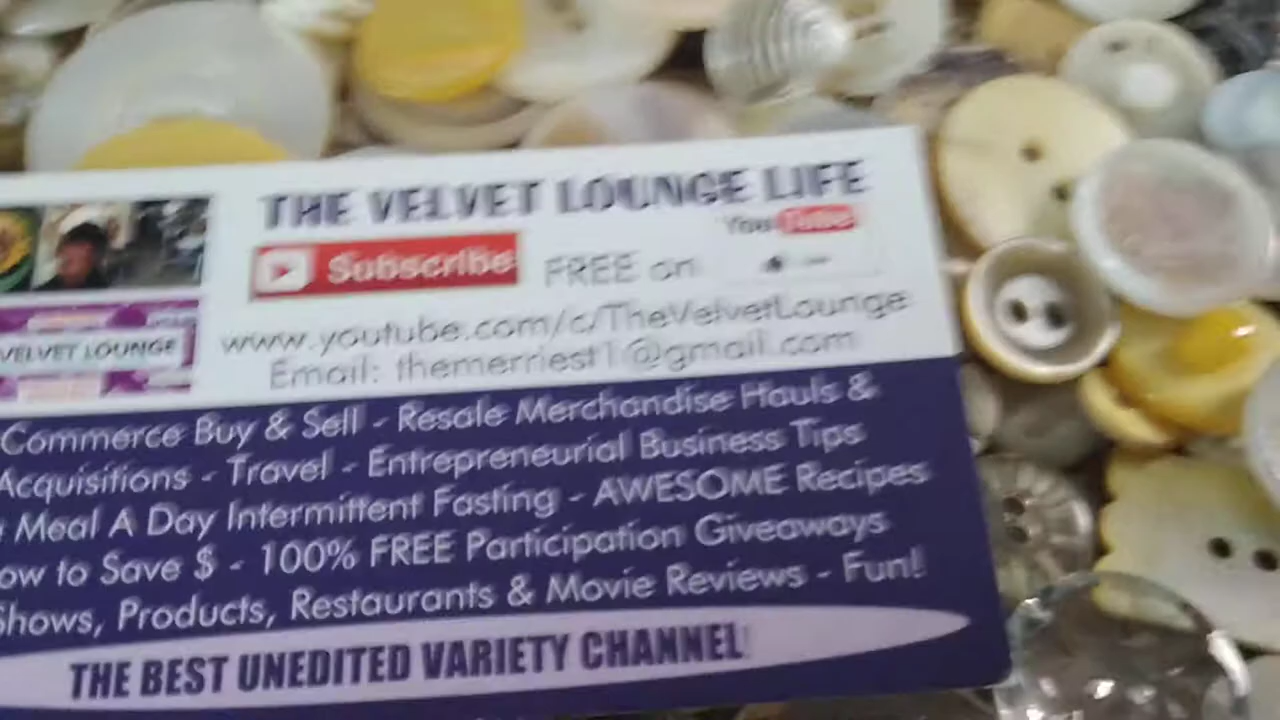 THE VELVET LOUNGE LIFE
YouTube
Subscribe FREE on
www.youtube.com/c/TheVelvetLounge
VELVET LOUNGE
Email: themerriest1@gmail.com
Commerce Buy & Sell - Resale Merchandise Hauls &
Acquisitions - Travel - Entrepreneurial Business Tips
Meal A Day Intermittent Fasting - AWESOME Recipes
ow to Save $ - 100% FREE Participation Giveaways
Shows, Products, Restaurants & Movie Reviews - Fun!
THE BEST UNEDITED VARIETY CHANNEL!